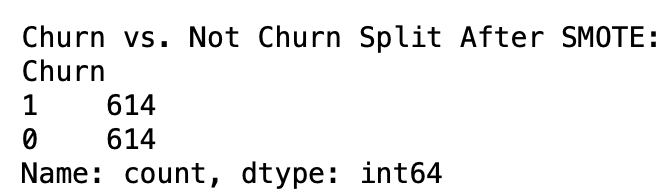 Churn vs. Not Churn Split After SMOTE:
Churn
1    614
0    614
Name: count, dtype: int64